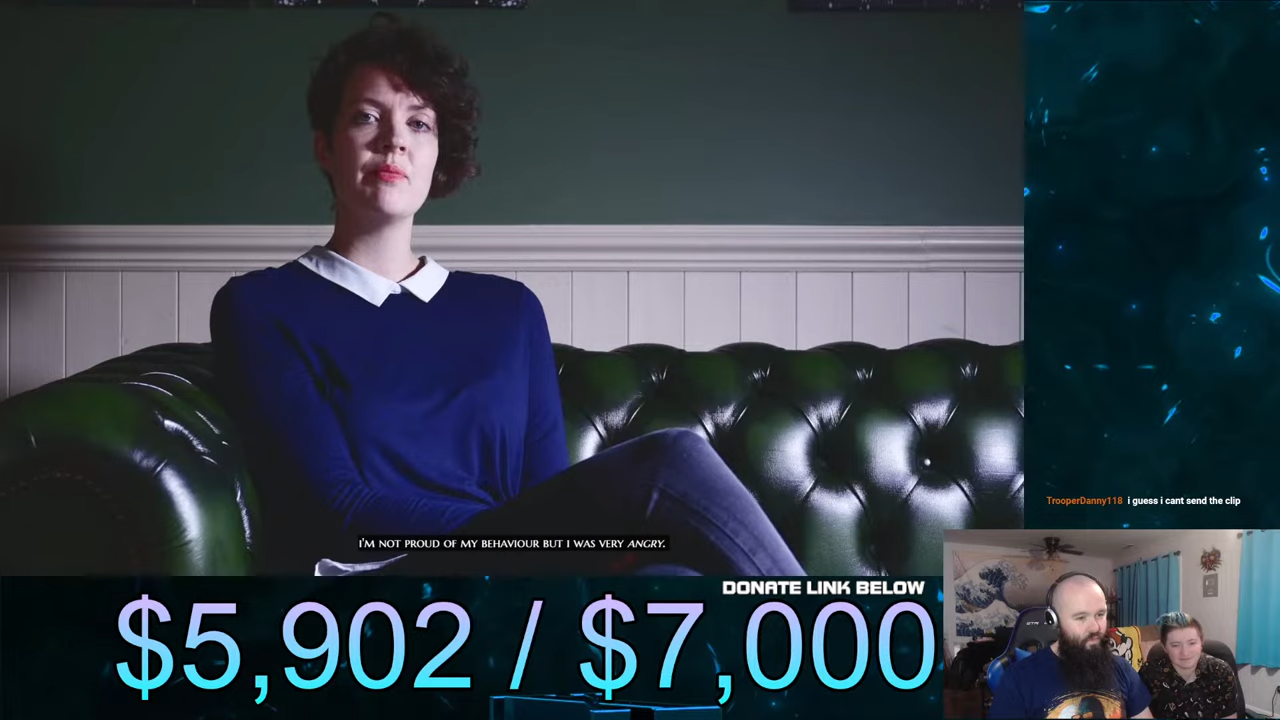 TrooperDanny118 i guess i cant send the clip
I'M NOT PROUD OF MY BEHAVIOUR BUT I WAS VERY ANGRY.
DONATE LINK BELOW
$5,902 / $7,000